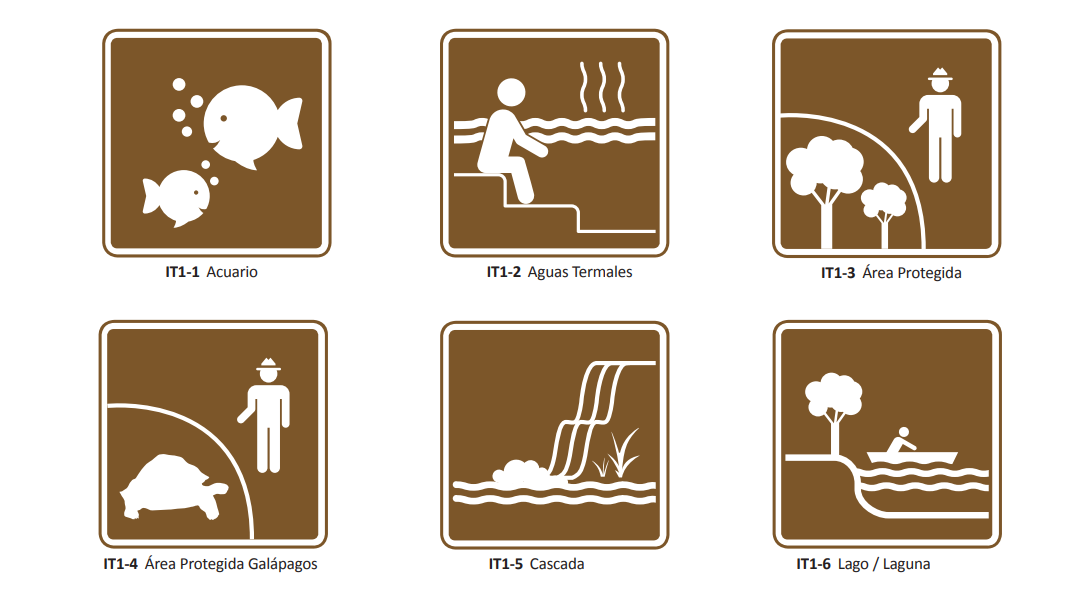 IT1-1 Acuario
IT1-2 Aguas Termales
IT1-3 Área Protegida
IT1-4 Área Protegida Galápagos
IT1-5 Cascada
IT1-6 Lago / Laguna